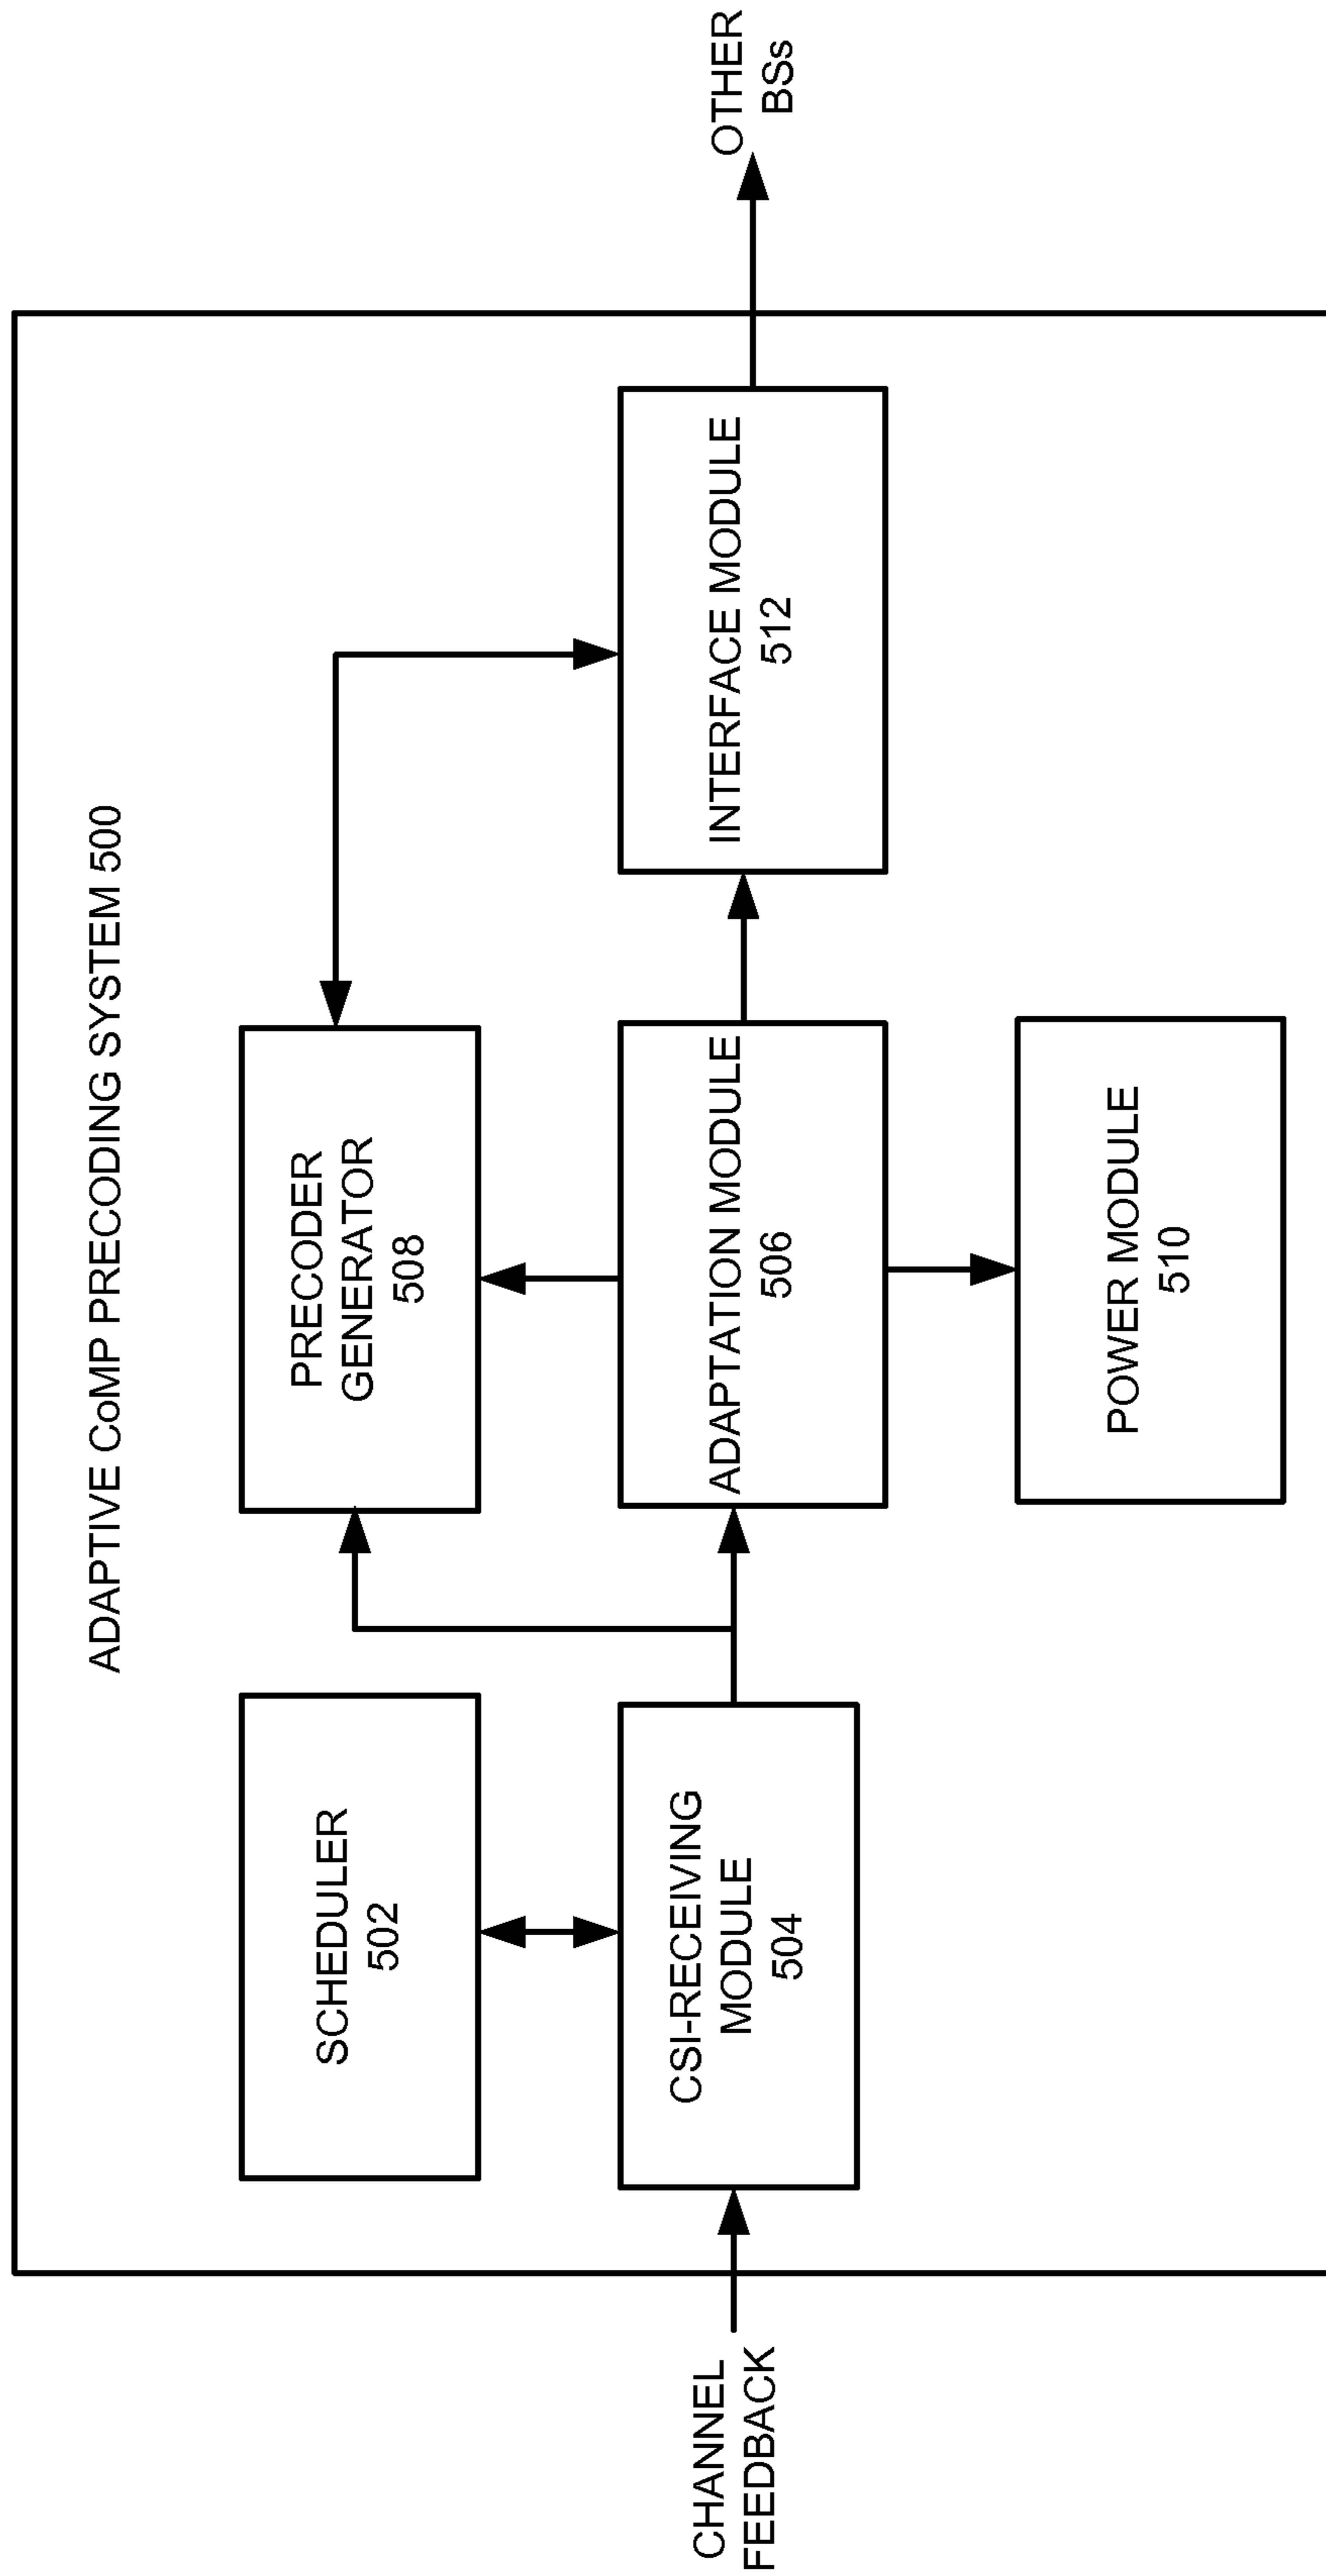 ADAPTIVE CoMP PRECODING SYSTEM 500
SCHEDULER
502
PRECODER
GENERATOR
508
CHANNEL
FEEDBACK
CSI-RECEIVING
MODULE
504
ADAPTATION MODULE
506
INTERFACE MODULE
512
OTHER
BSs
POWER MODULE
510